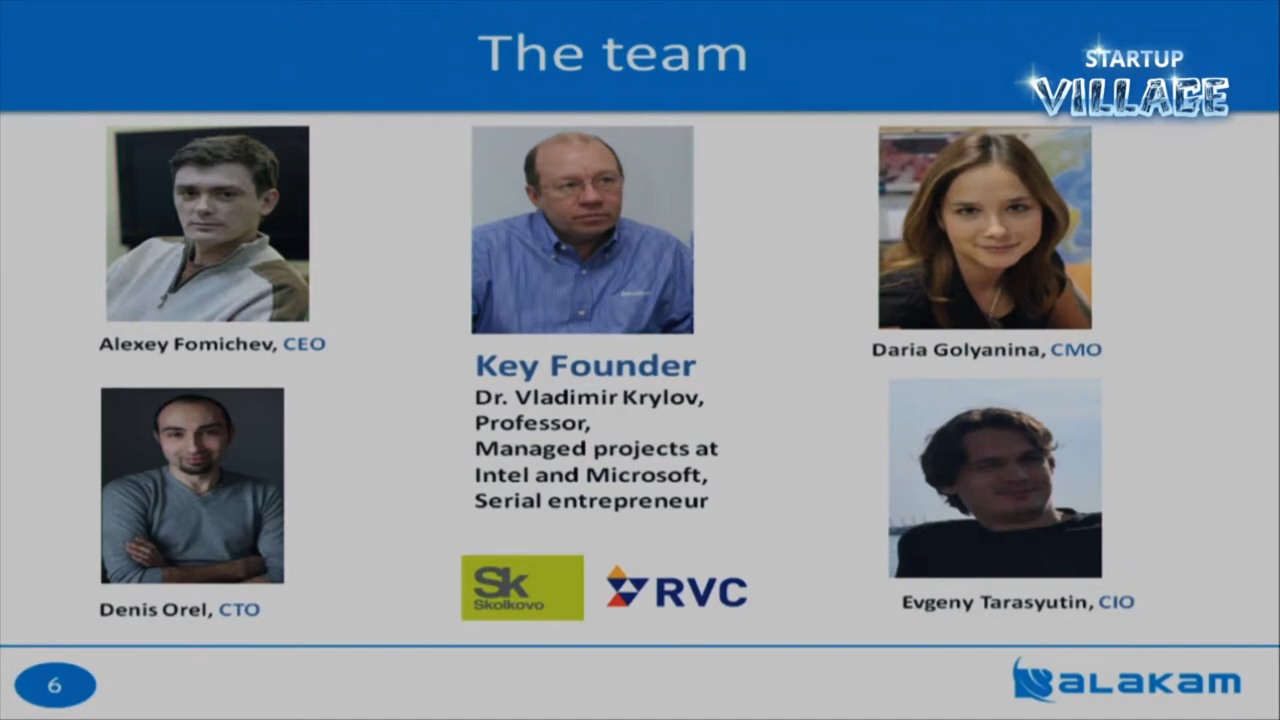 The team
STARTUP
VILLAGE
Alexey Fomichev, CEO
Key Founder
Dr. Vladimir Krylov,
Professor,
Managed projects at
Intel and Microsoft,
Serial entrepreneur
Daria Golyanina, CMO
Denis Orel, CTO
Sk
Skolkovo
RVC
Evgeny Tarasyutin, CIO
6
ALAKAM